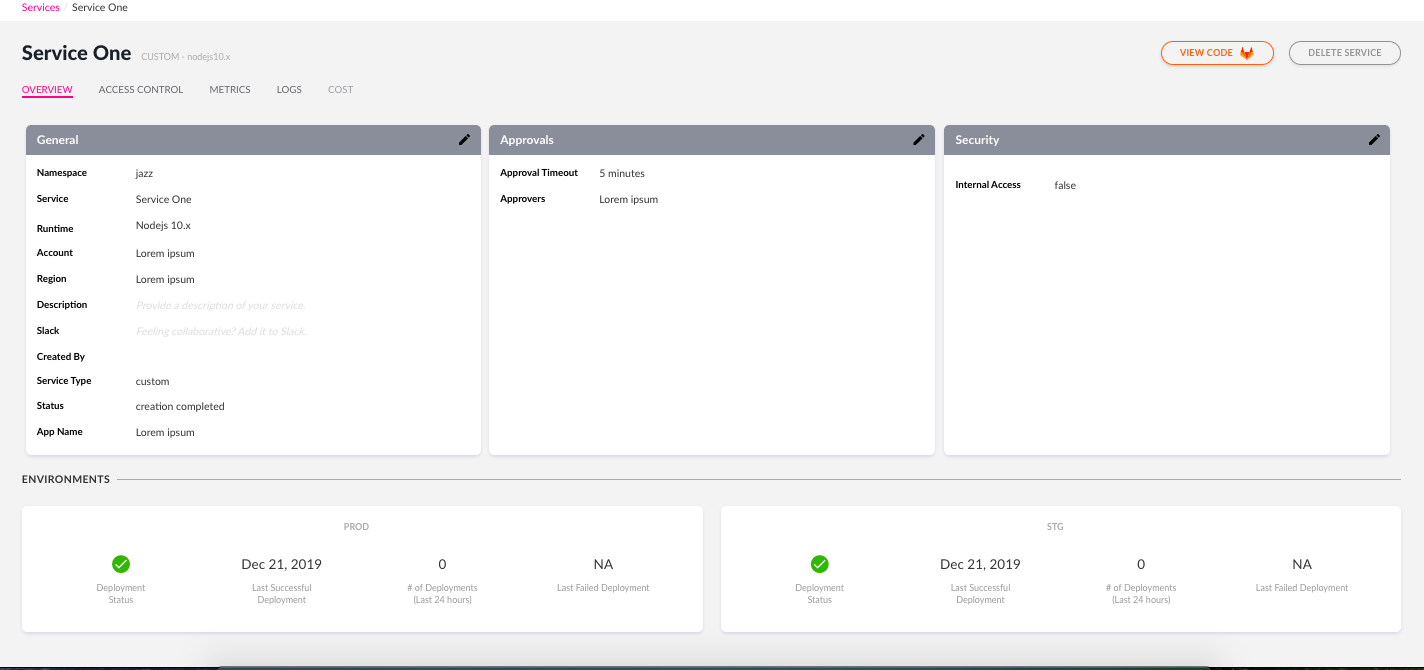 Services / Service One
Service One CUSTOM - nodejs10.x
VIEW CODE
DELETE SERVICE
OVERVIEW ACCESS CONTROL METRICS LOGS COST
General
Namespace jazz
Service Service One
Runtime Nodejs 10.x
Account Lorem ipsum
Region Lorem ipsum
Description Provide a description of your service.
Slack Feeling collaborative? Add it to Slack.
Created By
Service Type custom
Status creation completed
App Name Lorem ipsum
Approvals
Approval Timeout 5 minutes
Approvers Lorem ipsum
Security
Internal Access false
ENVIRONMENTS
PROD
Dec 21, 2019 0 NA
Deployment Last Successful # of Deployments Last Failed Deployment
Status Deployment (Last 24 hours)
STG
Dec 21, 2019 0 NA
Deployment Last Successful # of Deployments Last Failed Deployment
Status Deployment (Last 24 hours)